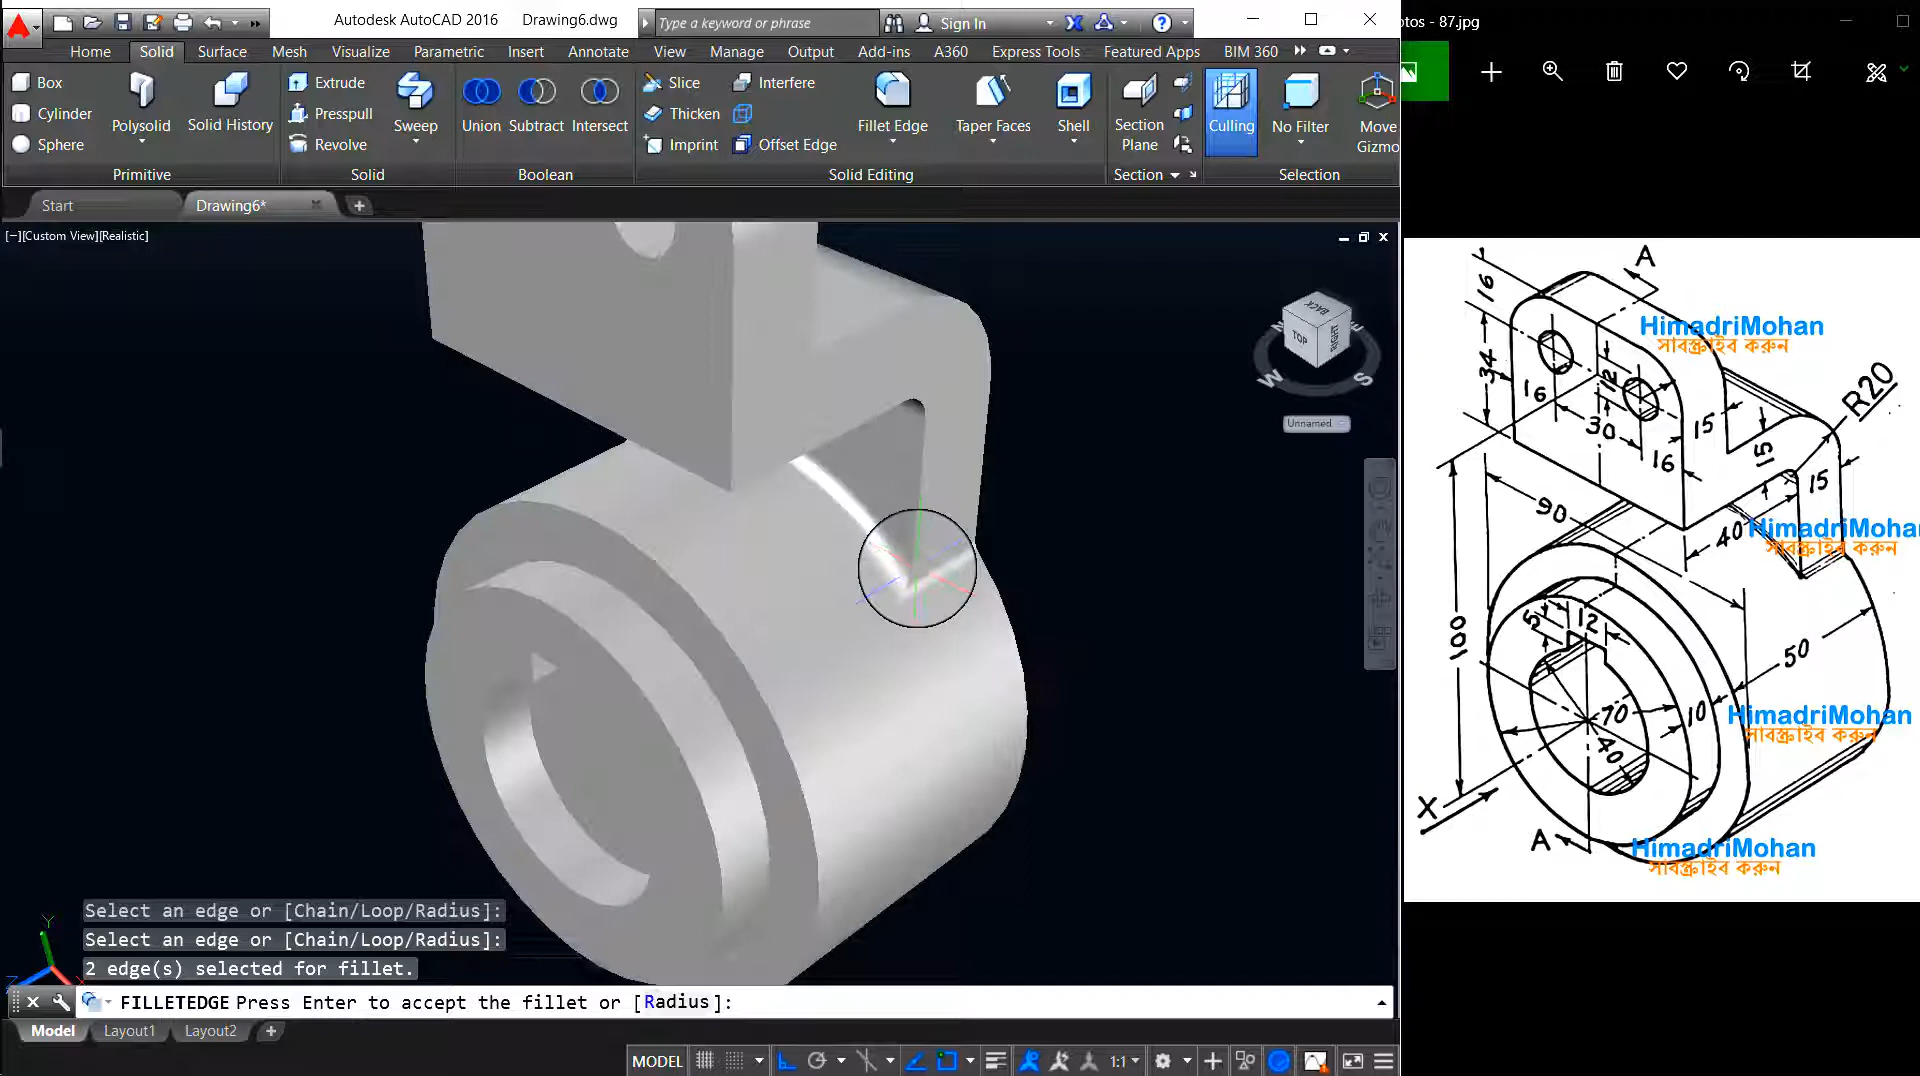 Autodesk AutoCAD 2016 Drawing6.dwg
Type a keyword or phrase
Sign In
otos - 87.jpg
Home Solid Surface Mesh Visualize Parametric Insert Annotate View Manage Output Add-ins A360 Express Tools Featured Apps BIM 360
Box
Cylinder
Sphere
Polysolid
Solid History
Extrude
Presspull
Revolve
Sweep
Union Subtract Intersect
Slice
Thicken
Imprint
Interfere
Offset Edge
Fillet Edge
Taper Faces
Shell
Section
Plane
Culling
No Filter
Move
Gizmo
Primitive Solid Boolean Solid Editing Section Selection
Start Drawing6*
[−][Custom View][Realistic]
BACK
TOP
RIGHT
W
S
Unnamed
A
16
HimadriMohan
সাবস্ক্রাইব করুন
34
16
12
R20
30
15
16
15
15
90
40
HimadriMohan
সাবস্ক্রাইব করুন
100
5
12
50
70
10
HimadriMohan
সাবস্ক্রাইব করুন
40
X
A
HimadriMohan
সাবস্ক্রাইব করুন
Select an edge or [Chain/Loop/Radius]:
Select an edge or [Chain/Loop/Radius]:
2 edge(s) selected for fillet.
Y
FILLETEDGE Press Enter to accept the fillet or [Radius]:
Model Layout1 Layout2
MODEL
1:1